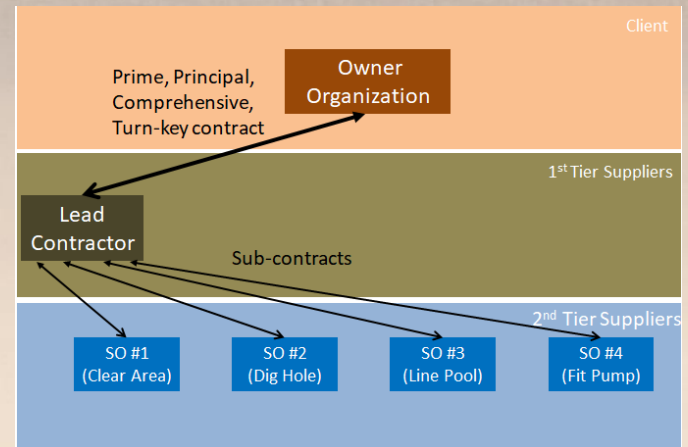 Client
Owner
Organization
Prime, Principal,
Comprehensive,
Turn-key contract
1st Tier Suppliers
Lead
Contractor
Sub-contracts
2nd Tier Suppliers
SO #1
(Clear Area)
SO #2
(Dig Hole)
SO #3
(Line Pool)
SO #4
(Fit Pump)